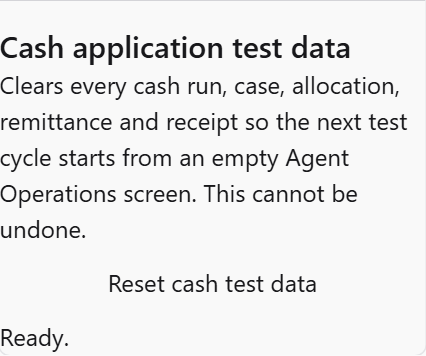 Cash application test data
Clears every cash run, case, allocation,
remittance and receipt so the next test
cycle starts from an empty Agent
Operations screen. This cannot be
undone.
Reset cash test data
Ready.